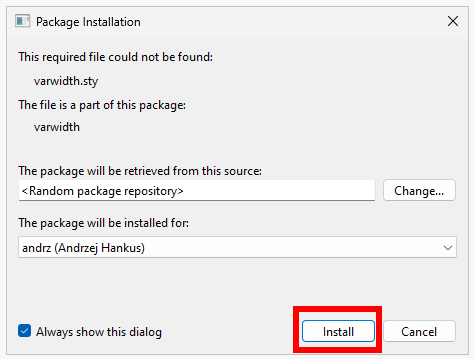 Package Installation
This required file could not be found:
varwidth.sty
The file is a part of this package:
varwidth
The package will be retrieved from this source:
<Random package repository>
Change...
The package will be installed for:
andrz (Andrzej Hankus)
Always show this dialog
Install
Cancel